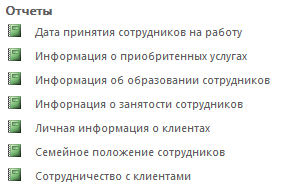 Отчеты
Дата принятия сотрудников на работу
Информация о приобритенных услугах
Информация об образовании сотрудников
Информация о занятости сотрудников
Личная информация о клиентах
Семейное положение сотрудников
Сотрудничество с клиентами